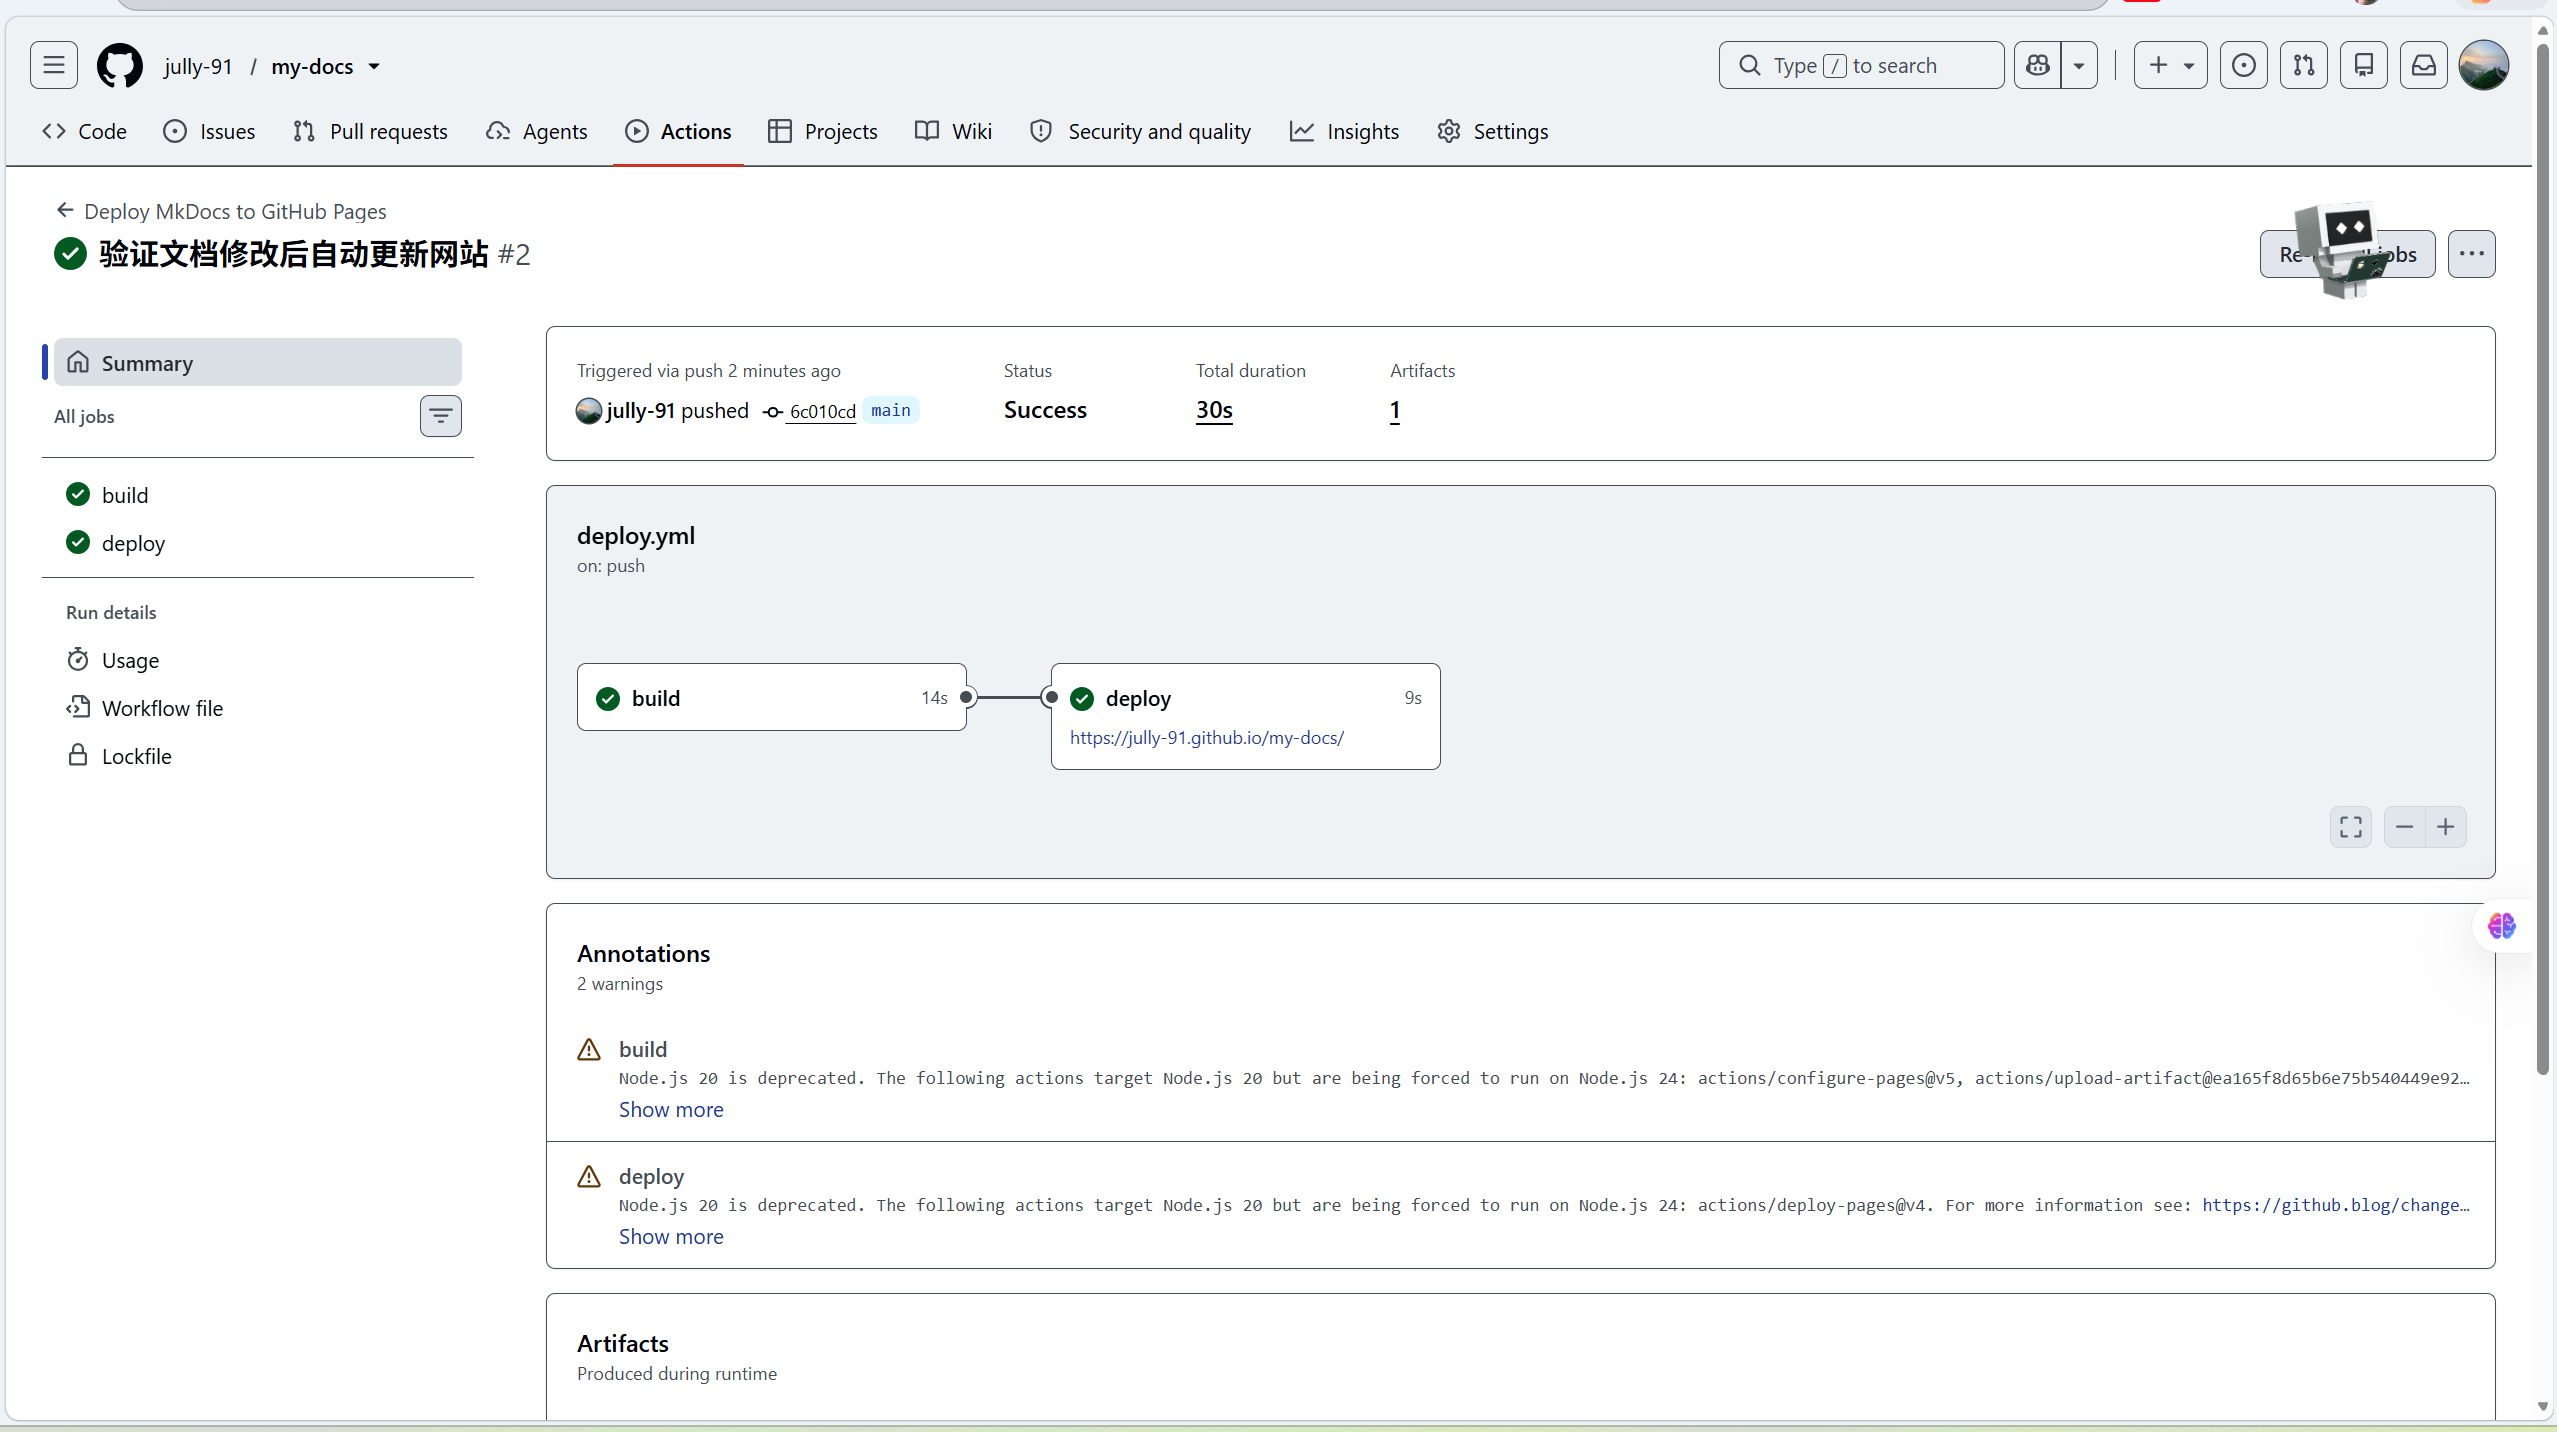 jully-91 / my-docs
Type / to search
Code Issues Pull requests Agents Actions Projects Wiki Security and quality Insights Settings
Deploy MkDocs to GitHub Pages
验证文档修改后自动更新网站 #2
Summary
All jobs
build
deploy
Run details
Usage
Workflow file
Lockfile
Triggered via push 2 minutes ago
jully-91 pushed 6c010cd main
Status
Success
Total duration
30s
Artifacts
1
deploy.yml
on: push
build 14s
deploy 9s
https://jully-91.github.io/my-docs/
Annotations
2 warnings
build
Node.js 20 is deprecated. The following actions target Node.js 20 but are being forced to run on Node.js 24: actions/configure-pages@v5, actions/upload-artifact@ea165f8d65b6e75b540449e92…
Show more
deploy
Node.js 20 is deprecated. The following actions target Node.js 20 but are being forced to run on Node.js 24: actions/deploy-pages@v4. For more information see: https://github.blog/change…
Show more
Artifacts
Produced during runtime